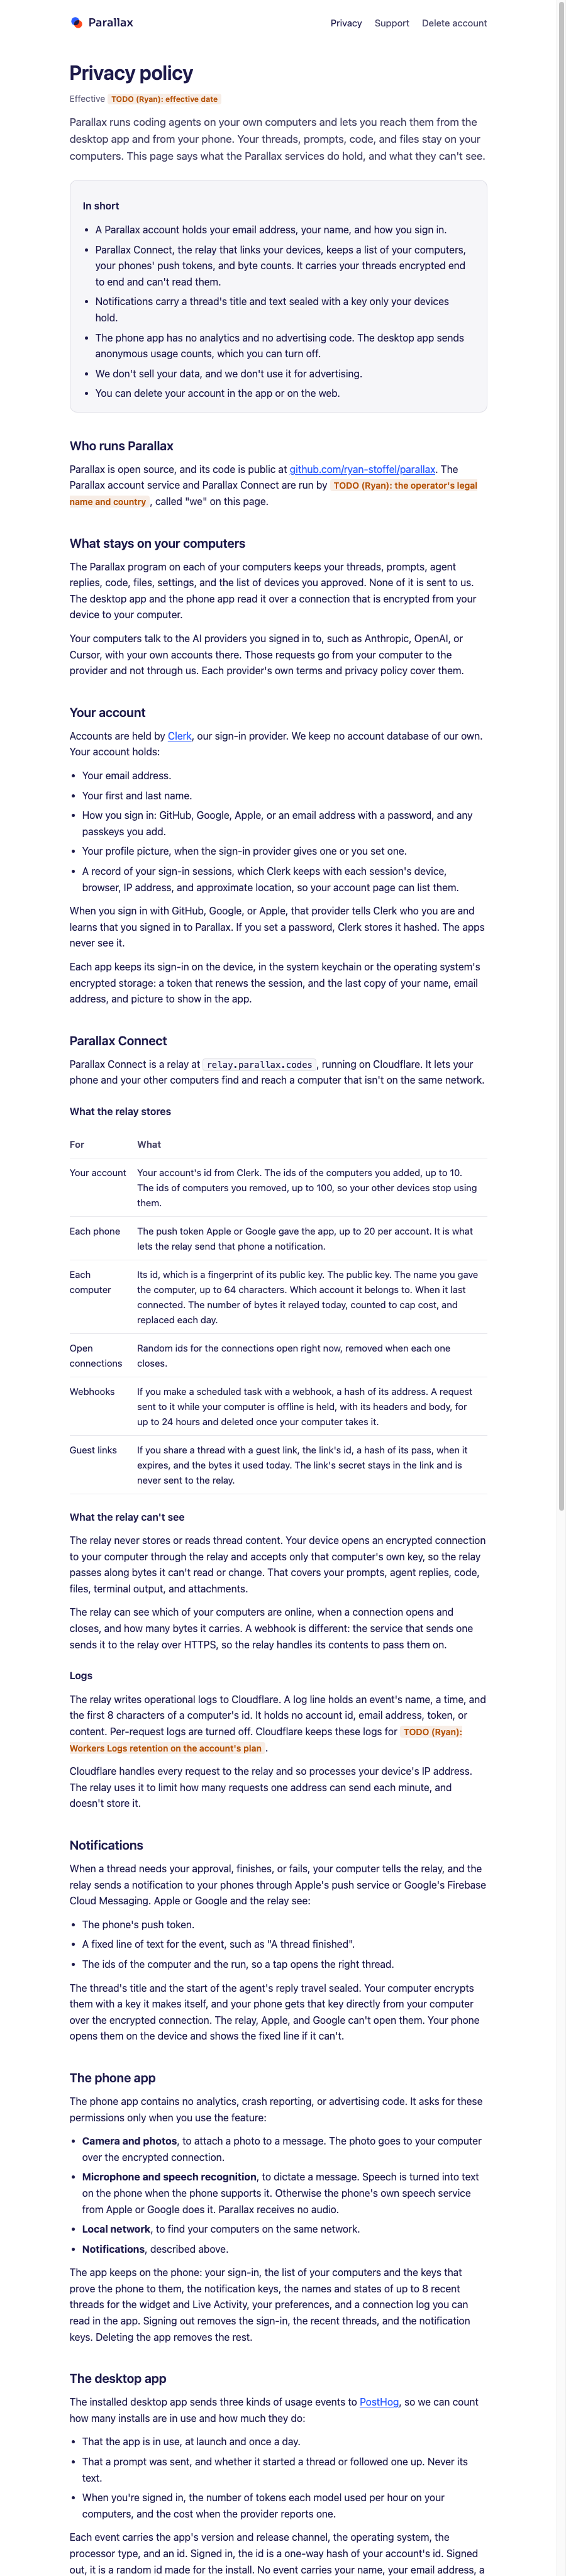 Parallax
Privacy Support Delete account
Privacy policy
Effective TODO (Ryan): effective date
Parallax runs coding agents on your own computers and lets you reach them from the
desktop app and from your phone. Your threads, prompts, code, and files stay on your
computers. This page says what the Parallax services do hold, and what they can't see.
In short
• A Parallax account holds your email address, your name, and how you sign in.
• Parallax Connect, the relay that links your devices, keeps a list of your computers,
your phones' push tokens, and byte counts. It carries your threads encrypted end
to end and can't read them.
• Notifications carry a thread's title and text sealed with a key only your devices
hold.
• The phone app has no analytics and no advertising code. The desktop app sends
anonymous usage counts, which you can turn off.
• We don't sell your data, and we don't use it for advertising.
• You can delete your account in the app or on the web.
Who runs Parallax
Parallax is open source, and its code is public at github.com/ryan-stoffel/parallax. The
Parallax account service and Parallax Connect are run by TODO (Ryan): the operator's legal
name and country , called "we" on this page.
What stays on your computers
The Parallax program on each of your computers keeps your threads, prompts, agent
replies, code, files, settings, and the list of devices you approved. None of it is sent to us.
The desktop app and the phone app read it over a connection that is encrypted from your
device to your computer.
Your computers talk to the AI providers you signed in to, such as Anthropic, OpenAI, or
Cursor, with your own accounts there. Those requests go from your computer to the
provider and not through us. Each provider's own terms and privacy policy cover them.
Your account
Accounts are held by Clerk, our sign-in provider. We keep no account database of our own.
Your account holds:
• Your email address.
• Your first and last name.
• How you sign in: GitHub, Google, Apple, or an email address with a password, and any
passkeys you add.
• Your profile picture, when the sign-in provider gives one or you set one.
• A record of your sign-in sessions, which Clerk keeps with each session's device,
browser, IP address, and approximate location, so your account page can list them.
When you sign in with GitHub, Google, or Apple, that provider tells Clerk who you are and
learns that you signed in to Parallax. If you set a password, Clerk stores it hashed. The apps
never see it.
Each app keeps its sign-in on the device, in the system keychain or the operating system's
encrypted storage: a token that renews the session, and the last copy of your name, email
address, and picture to show in the app.
Parallax Connect
Parallax Connect is a relay at relay.parallax.codes, running on Cloudflare. It lets your
phone and your other computers find and reach a computer that isn't on the same network.
What the relay stores
For What
Your account Your account's id from Clerk. The ids of the computers you added, up to 10.
The ids of computers you removed, up to 100, so your other devices stop using
them.
Each phone The push token Apple or Google gave the app, up to 20 per account. It is what
lets the relay send that phone a notification.
Each Its id, which is a fingerprint of its public key. The public key. The name you gave
computer the computer, up to 64 characters. Which account it belongs to. When it last
connected. The number of bytes it relayed today, counted to cap cost, and
replaced each day.
Open Random ids for the connections open right now, removed when each one
connections closes.
Webhooks If you make a scheduled task with a webhook, a hash of its address. A request
sent to it while your computer is offline is held, with its headers and body, for
up to 24 hours and deleted once your computer takes it.
Guest links If you share a thread with a guest link, the link's id, a hash of its pass, when it
expires, and the bytes it used today. The link's secret stays in the link and is
never sent to the relay.
What the relay can't see
The relay never stores or reads thread content. Your device opens an encrypted connection
to your computer through the relay and accepts only that computer's own key, so the relay
passes along bytes it can't read or change. That covers your prompts, agent replies, code,
files, terminal output, and attachments.
The relay can see which of your computers are online, when a connection opens and
closes, and how many bytes it carries. A webhook is different: the service that sends one
sends it to the relay over HTTPS, so the relay handles its contents to pass them on.
Logs
The relay writes operational logs to Cloudflare. A log line holds an event's name, a time, and
the first 8 characters of a computer's id. It holds no account id, email address, token, or
content. Per-request logs are turned off. Cloudflare keeps these logs for TODO (Ryan):
Workers Logs retention on the account's plan .
Cloudflare handles every request to the relay and so processes your device's IP address.
The relay uses it to limit how many requests one address can send each minute, and
doesn't store it.
Notifications
When a thread needs your approval, finishes, or fails, your computer tells the relay, and the
relay sends a notification to your phones through Apple's push service or Google's Firebase
Cloud Messaging. Apple or Google and the relay see:
• The phone's push token.
• A fixed line of text for the event, such as "A thread finished".
• The ids of the computer and the run, so a tap opens the right thread.
The thread's title and the start of the agent's reply travel sealed. Your computer encrypts
them with a key it makes itself, and your phone gets that key directly from your computer
over the encrypted connection. The relay, Apple, and Google can't open them. Your phone
opens them on the device and shows the fixed line if it can't.
The phone app
The phone app contains no analytics, crash reporting, or advertising code. It asks for these
permissions only when you use the feature:
• Camera and photos, to attach a photo to a message. The photo goes to your computer
over the encrypted connection.
• Microphone and speech recognition, to dictate a message. Speech is turned into text
on the phone when the phone supports it. Otherwise the phone's own speech service
from Apple or Google does it. Parallax receives no audio.
• Local network, to find your computers on the same network.
• Notifications, described above.
The app keeps on the phone: your sign-in, the list of your computers and the keys that
prove the phone to them, the notification keys, the names and states of up to 8 recent
threads for the widget and Live Activity, your preferences, and a connection log you can
read in the app. Signing out removes the sign-in, the recent threads, and the notification
keys. Deleting the app removes the rest.
The desktop app
The installed desktop app sends three kinds of usage events to PostHog, so we can count
how many installs are in use and how much they do:
• That the app is in use, at launch and once a day.
• That a prompt was sent, and whether it started a thread or followed one up. Never its
text.
• When you're signed in, the number of tokens each model used per hour on your
computers, and the cost when the provider reports one.
Each event carries the app's version and release channel, the operating system, the
processor type, and an id. Signed in, the id is a one-way hash of your account's id. Signed
out, it is a random id made for the install. No event carries your name, your email address, a